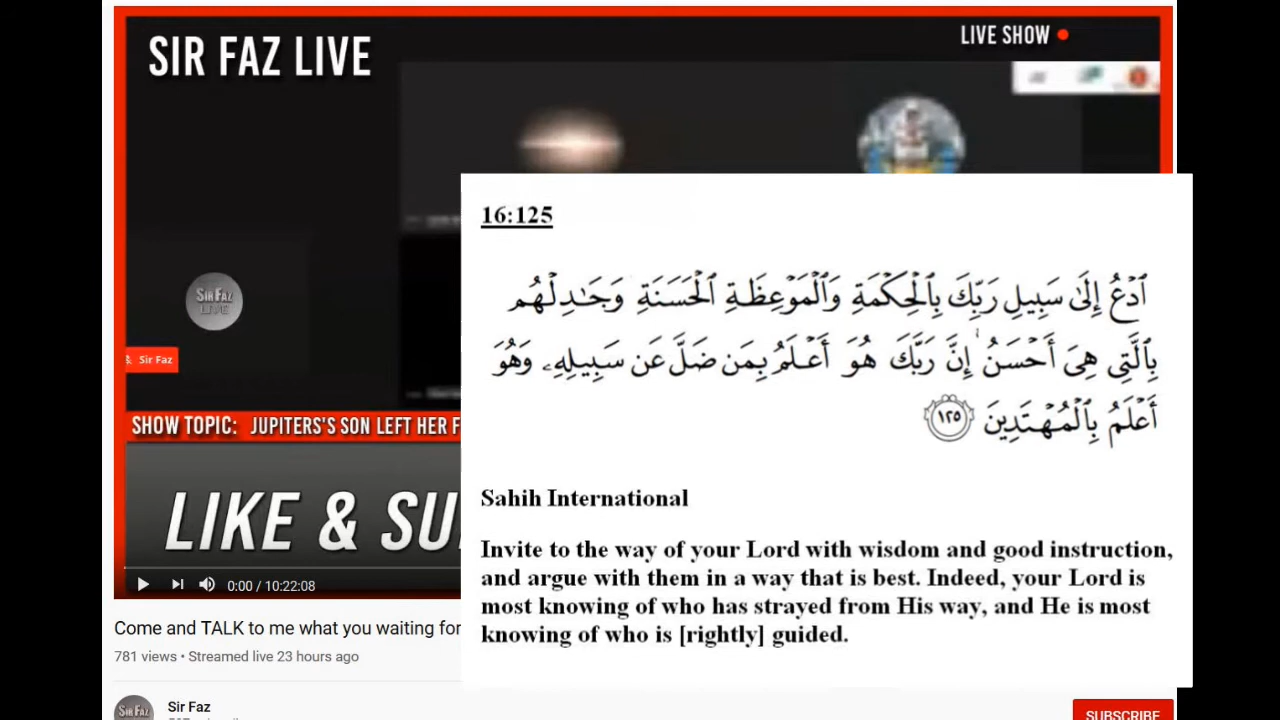 SIR FAZ LIVE
LIVE SHOW
SIR FAZ
LIVE
Sir Faz
SHOW TOPIC: JUPITERS'S SON LEFT HER F
LIKE & SU
0:00 / 10:22:08
Come and TALK to me what you waiting for
781 views • Streamed live 23 hours ago
Sir Faz
SIR FAZ
SUBSCRIBE
16:125
ٱدْعُ إِلَىٰ سَبِيلِ رَبِّكَ بِٱلْحِكْمَةِ وَٱلْمَوْعِظَةِ ٱلْحَسَنَةِ وَجَـٰدِلْهُم
بِٱلَّتِى هِىَ أَحْسَنُ ۚ إِنَّ رَبَّكَ هُوَ أَعْلَمُ بِمَن ضَلَّ عَن سَبِيلِهِۦ وَهُوَ
أَعْلَمُ بِٱلْمُهْتَدِينَ ١٢٥
Sahih International
Invite to the way of your Lord with wisdom and good instruction,
and argue with them in a way that is best. Indeed, your Lord is
most knowing of who has strayed from His way, and He is most
knowing of who is [rightly] guided.